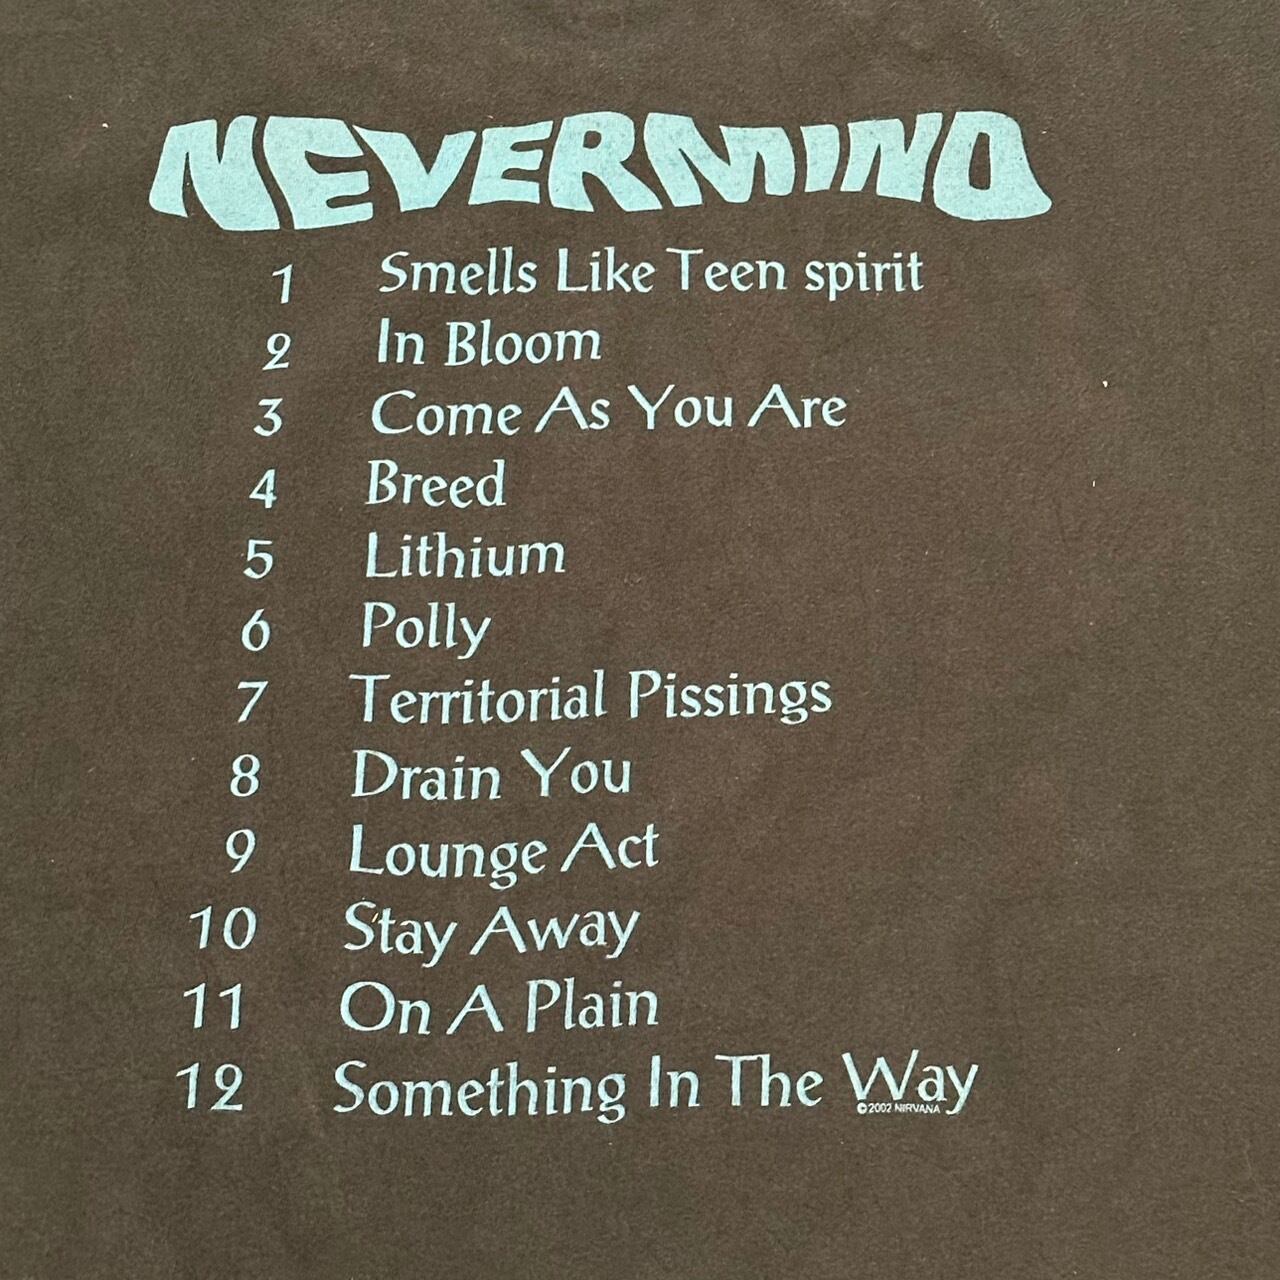 NEVERMIND
1 Smells Like Teen spirit
2 In Bloom
3 Come As You Are
4 Breed
5 Lithium
6 Polly
7 Territorial Pissings
8 Drain You
9 Lounge Act
10 Stay Away
11 On A Plain
12 Something In The Way
©2002 NIRVANA